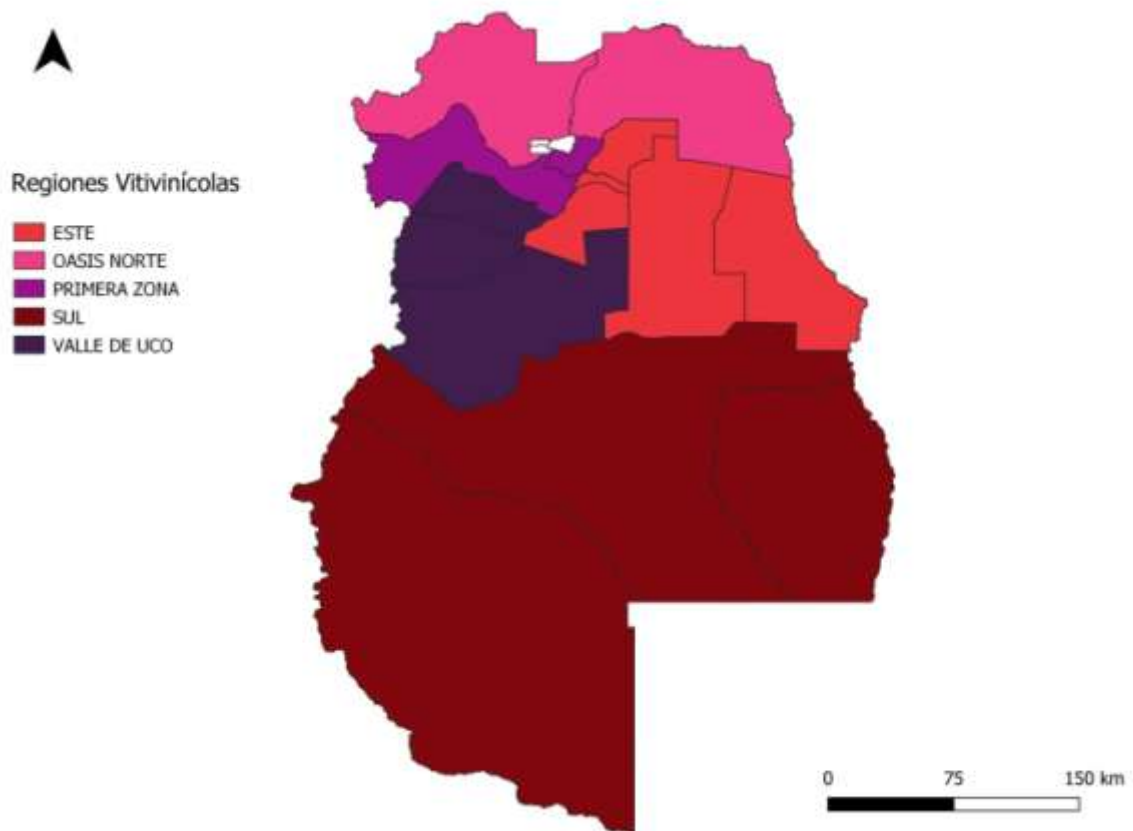 Regiones Vitivinícolas
ESTE
OASIS NORTE
PRIMERA ZONA
SUL
VALLE DE UCO
0 75 150 km